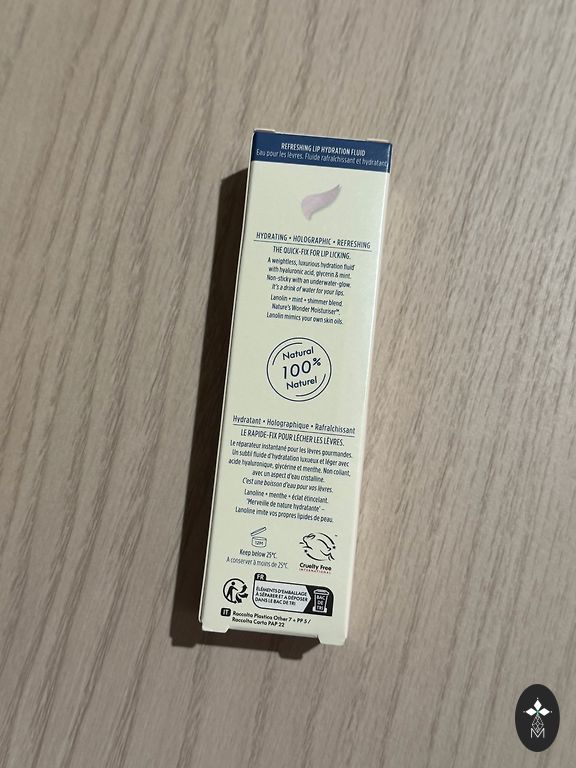 REFRESHING LIP HYDRATION FLUID
Eau pour les lèvres. Fluide rafraîchissant et hydratant
HYDRATING • HOLOGRAPHIC • REFRESHING
THE QUICK-FIX FOR LIP LICKING.
A weightless, luxurious hydration fluid
with hyaluronic acid, glycerin & mint.
Non-sticky with an underwater-glow.
It's a drink of water for your lips.
Lanolin + mint + shimmer blend.
Nature's Wonder Moisturiser™.
Lanolin mimics your own skin oils.
Natural
100%
Naturel
Hydratant • Holographique • Rafraîchissant
LE RAPIDE-FIX POUR LÉCHER LES LÈVRES.
Le réparateur instantané pour les lèvres gourmandes.
Un subtil fluide d'hydratation luxueux et léger avec
acide hyaluronique, glycérine et menthe. Non collant,
avec un aspect d'eau cristalline.
C'est une boisson d'eau pour vos lèvres.
Lanoline + menthe + éclat étincelant.
"Merveille de nature hydratante" –
Lanoline imite vos propres lipides de peau.
12M
Keep below 25°C.
A conserver à moins de 25°C.
Cruelty Free
INTERNATIONAL
FR
ÉLÉMENTS D'EMBALLAGE
À SÉPARER ET À DÉPOSER
DANS LE BAC DE TRI
BAC
DE
TRI
IT Raccolta Plastica Other 7 + PP 5 /
Raccolta Carta PAP 22
M